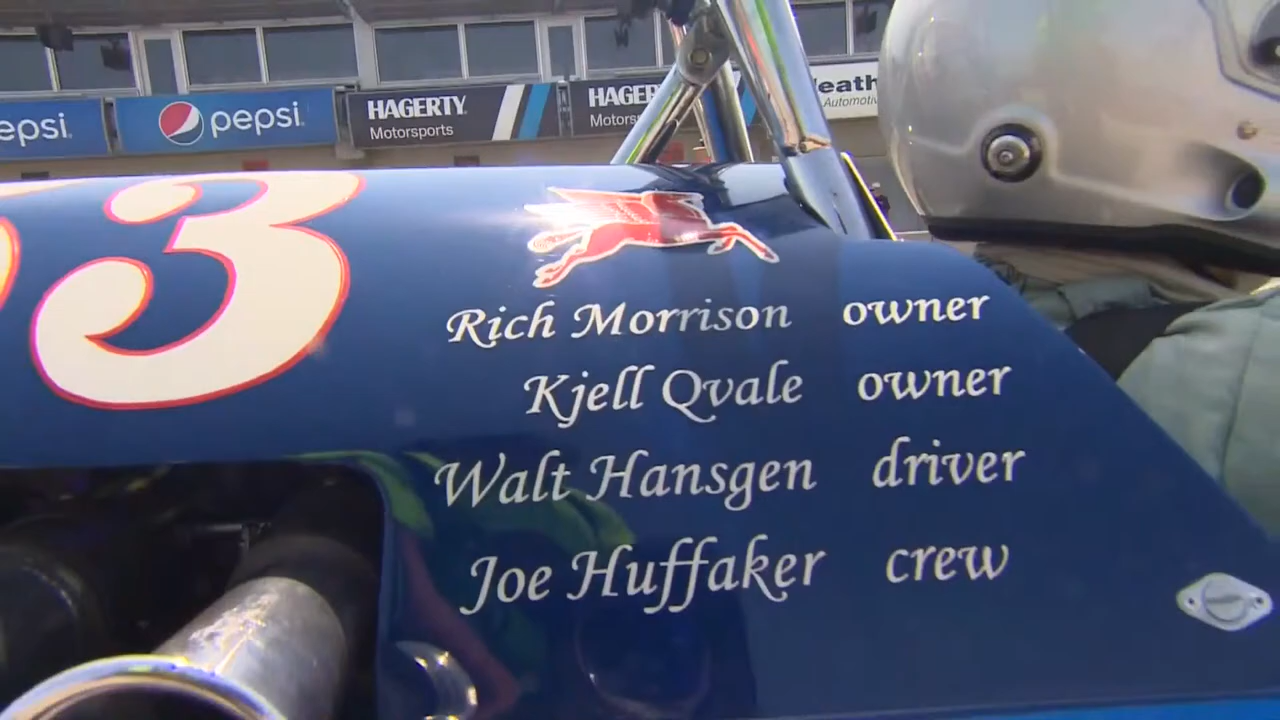 epsi
pepsi
HAGERTY
Motorsports
HAGER
Motors
eath
Automotiv
3
Rich Morrison owner
Kjell Qvale owner
Walt Hansgen driver
Joe Huffaker crew